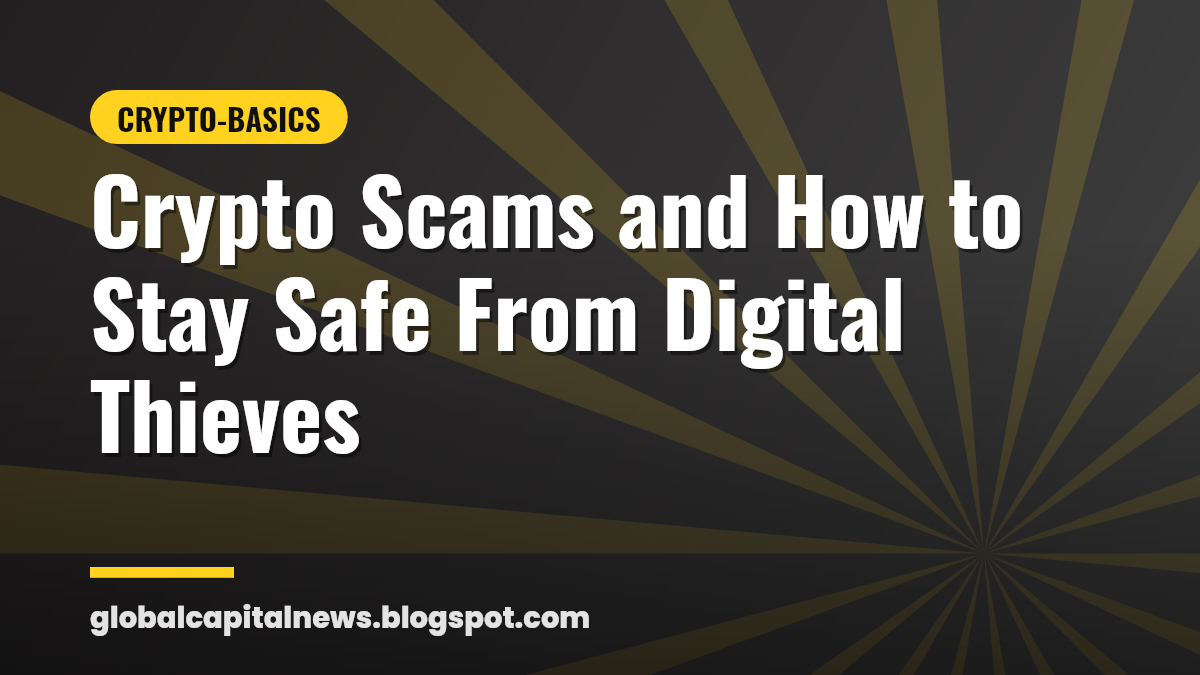 CRYPTO-BASICS
Crypto Scams and How to
Stay Safe From Digital
Thieves
globalcapitalnews.blogspot.com